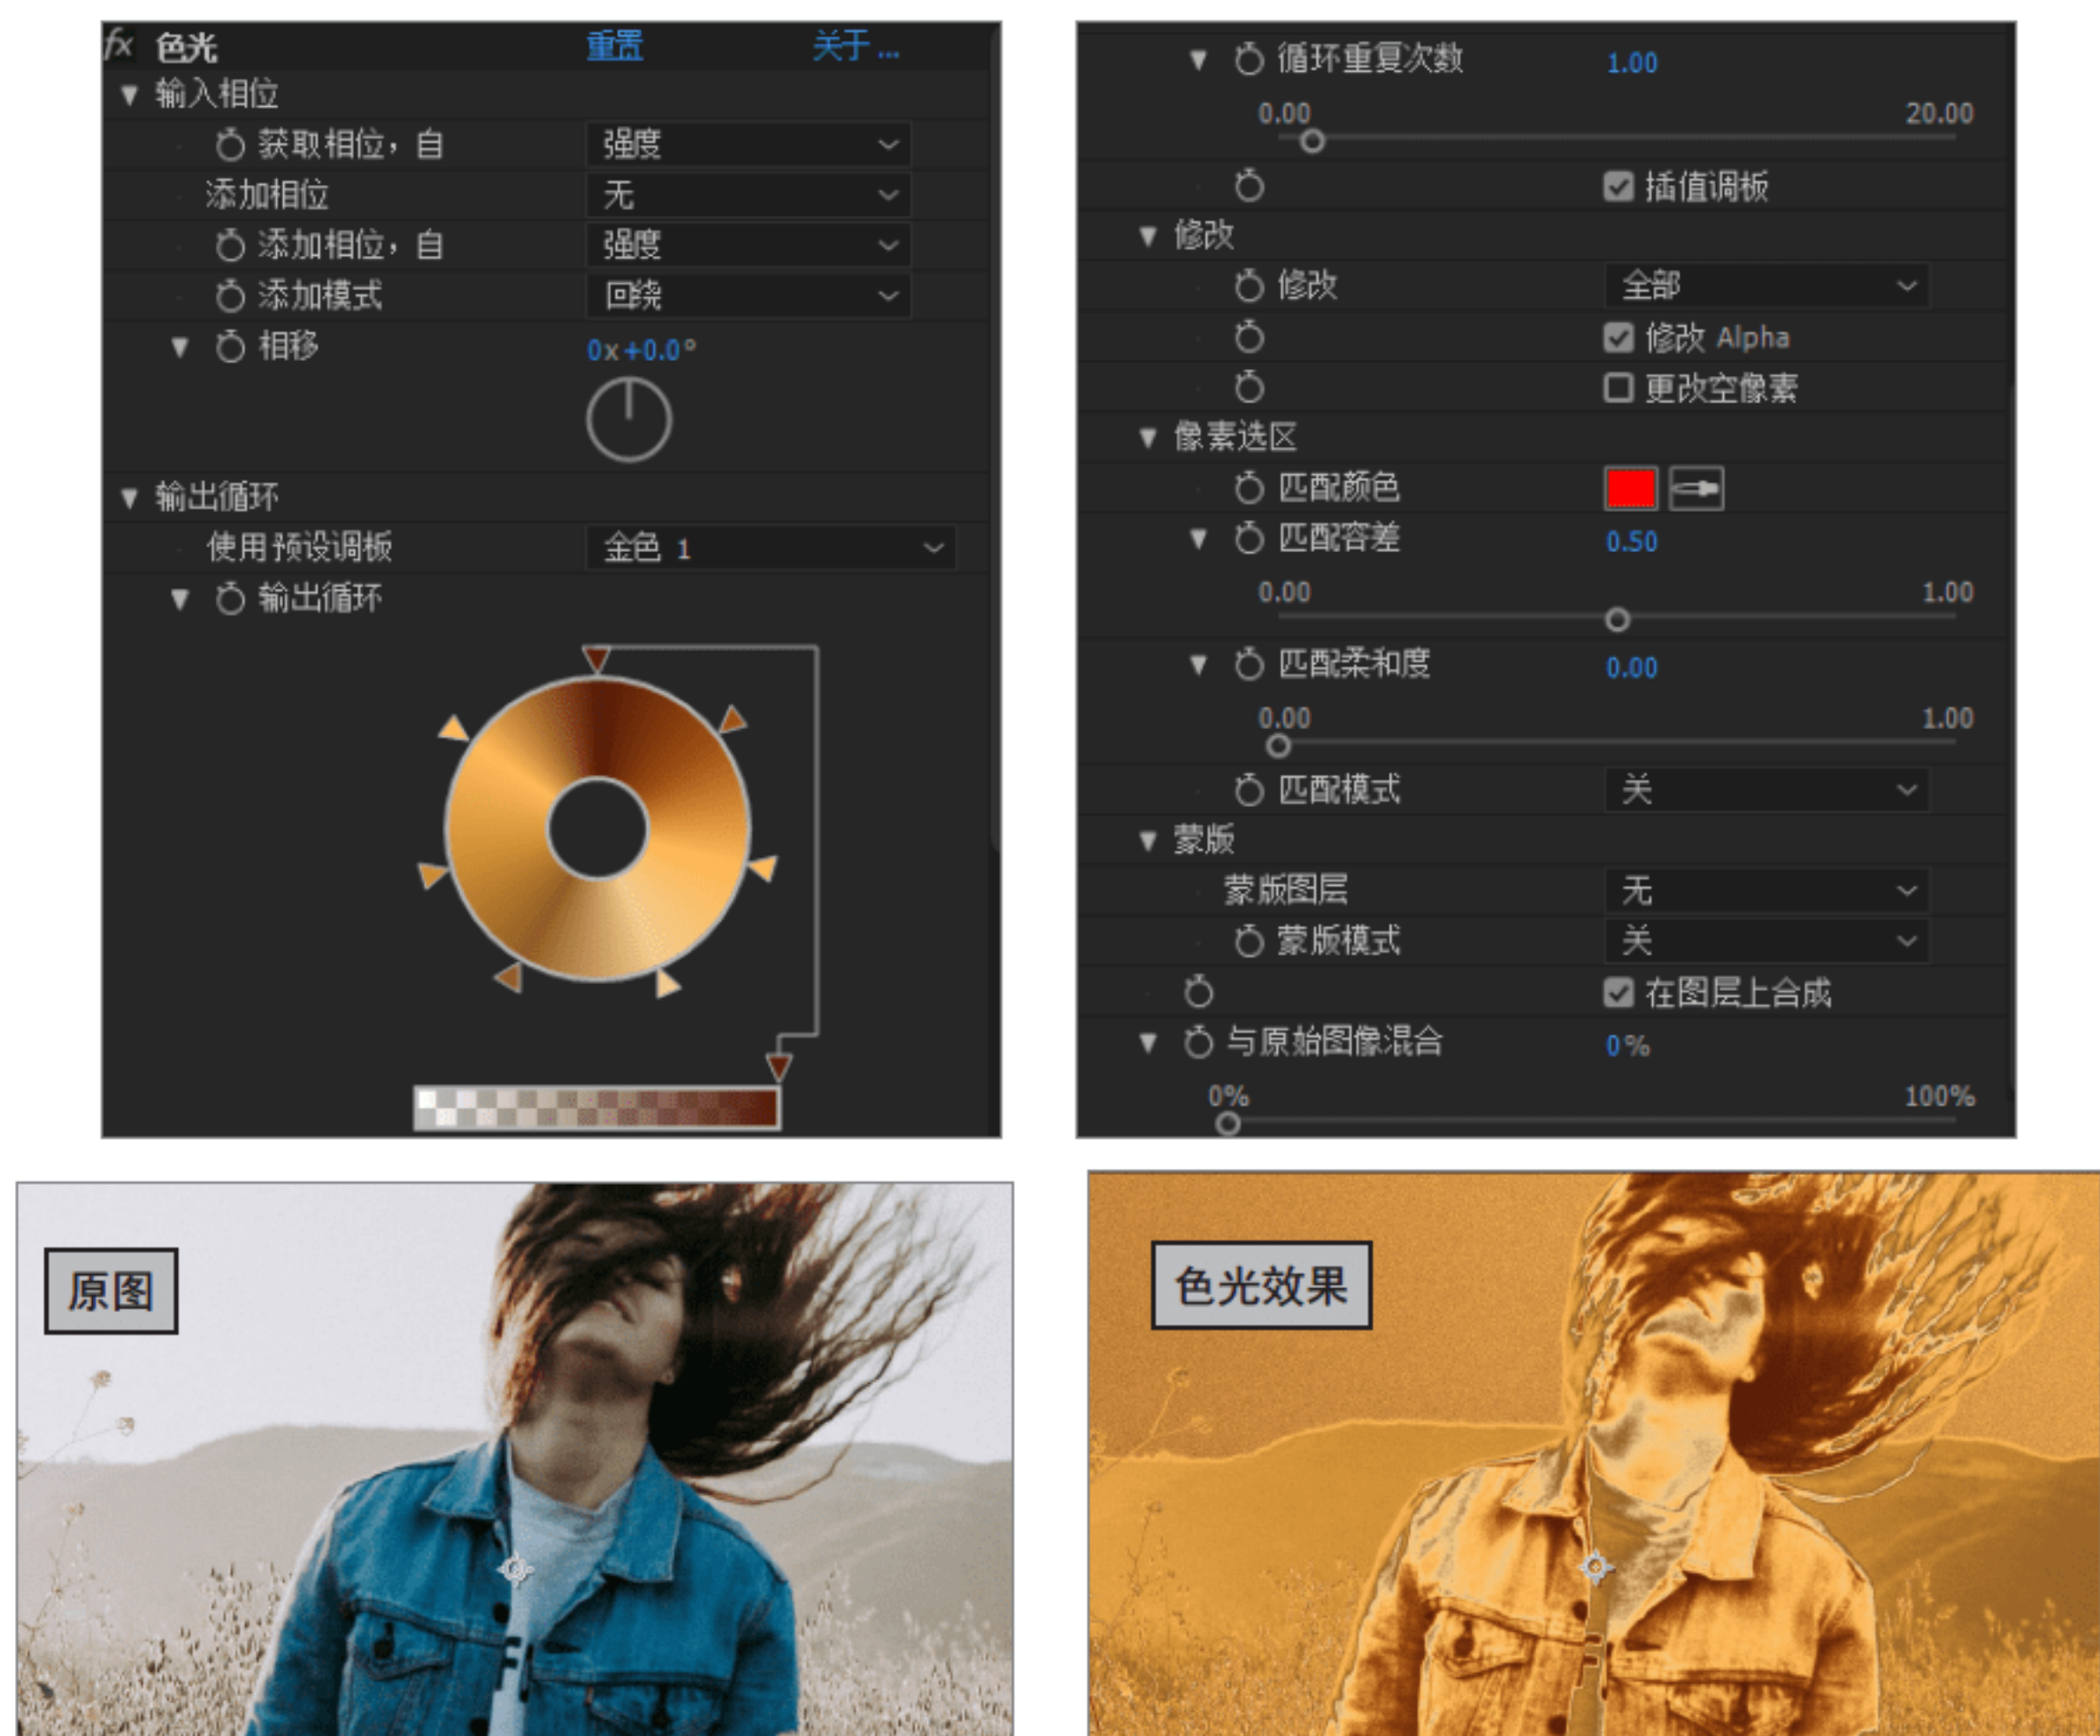 fx 色光 重置 关于...
输入相位
获取相位，自 强度
添加相位 无
添加相位，自 强度
添加模式 回绕
相移 0x+0.0°
输出循环
使用预设调板 金色 1
输出循环
循环重复次数 1.00
0.00 20.00
插值调板
修改
修改 全部
修改 Alpha
更改空像素
像素选区
匹配颜色
匹配容差 0.50
0.00 1.00
匹配柔和度 0.00
0.00 1.00
匹配模式 关
蒙版
蒙版图层 无
蒙版模式 关
在图层上合成
与原始图像混合 0%
0% 100%
原图
色光效果